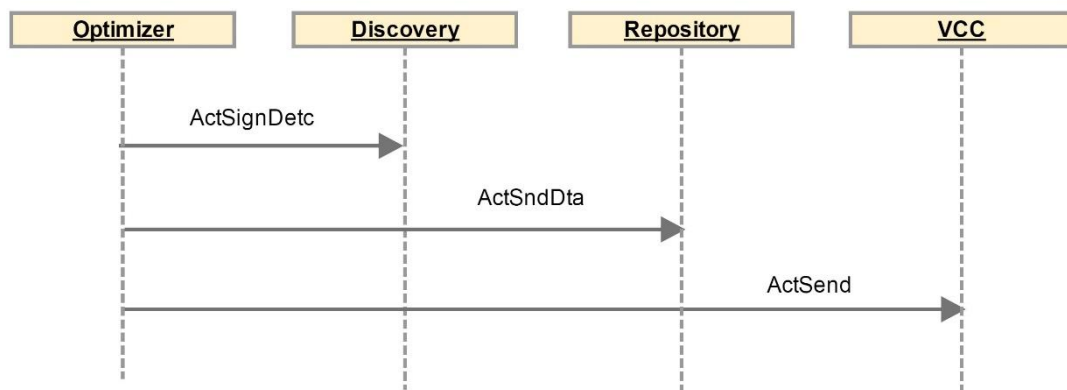 Optimizer Discovery Repository VCC
ActSignDetc
ActSndDta
ActSend